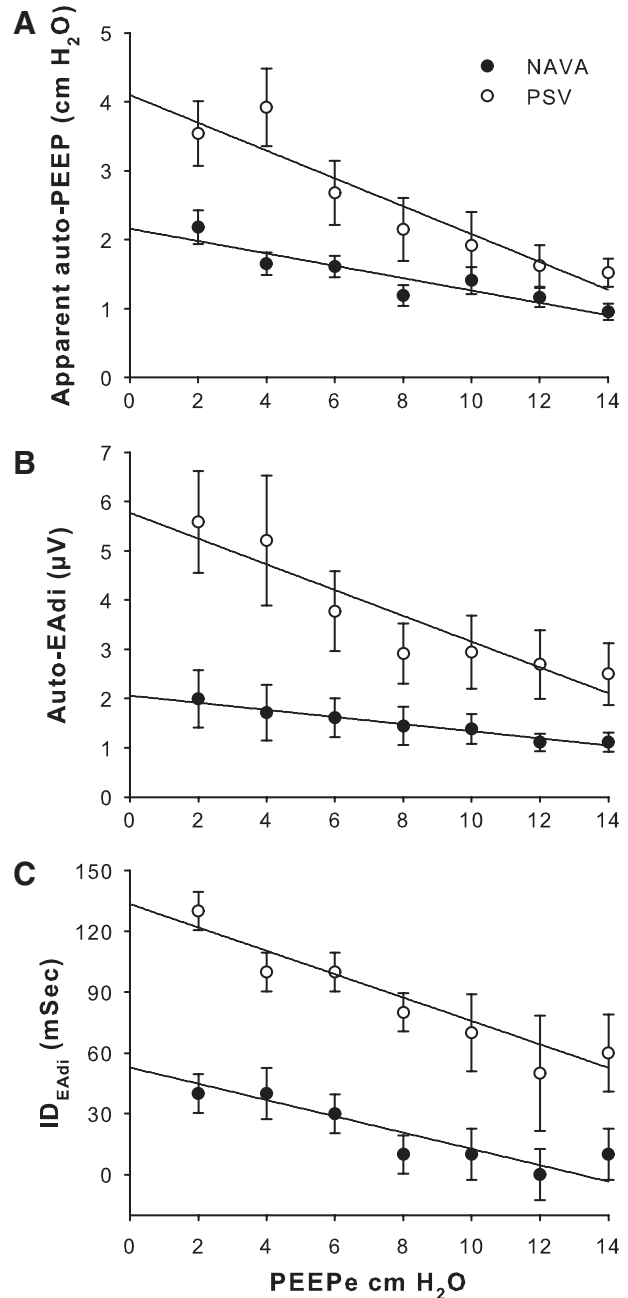 A
Apparent auto-PEEP (cm H2O)
5
4
3
2
1
0
NAVA
PSV
0 2 4 6 8 10 12 14
B
Auto-EAdi (µV)
7
6
5
4
3
2
1
0
0 2 4 6 8 10 12 14
C
IDEAdi (mSec)
150
120
90
60
30
0
0 2 4 6 8 10 12 14
PEEPe cm H2O